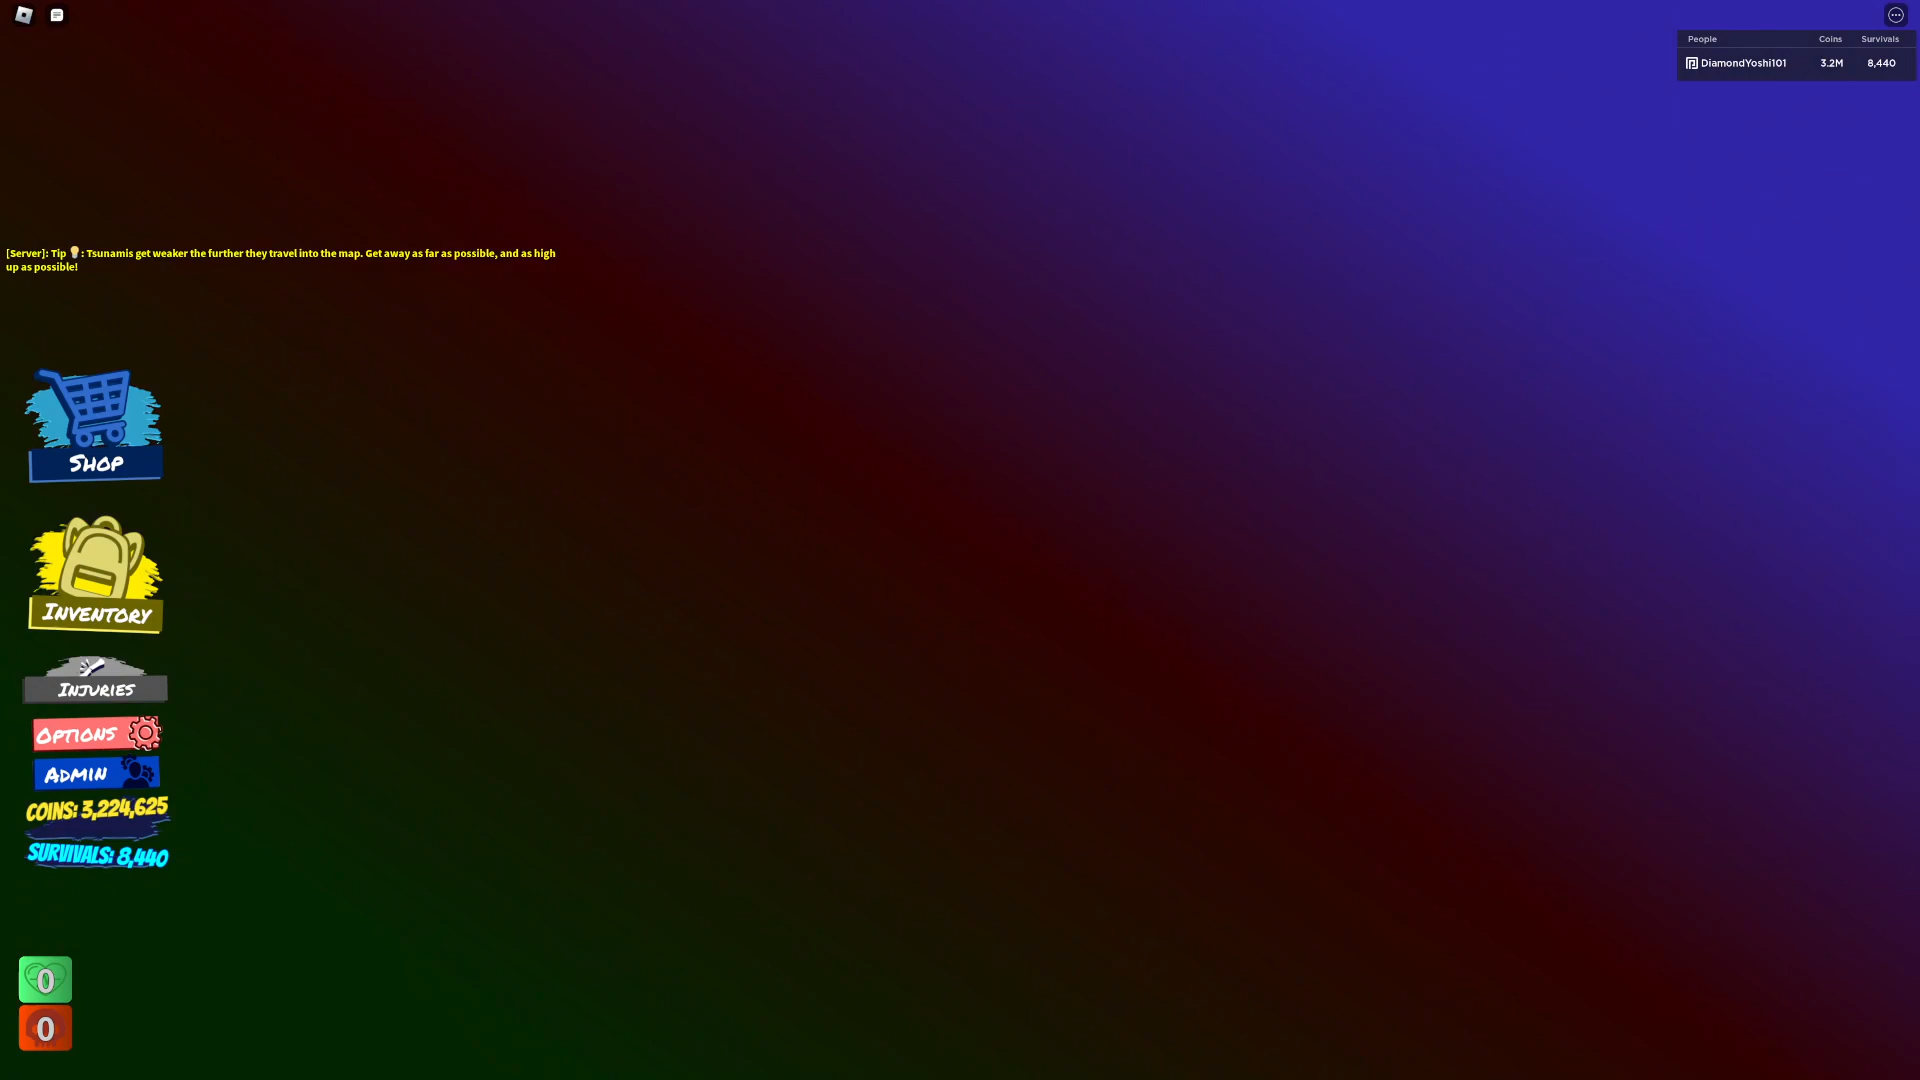 People Coins Survivals
DiamondYoshi101 3.2M 8,440
[Server]: Tip 💡: Tsunamis get weaker the further they travel into the map. Get away as far as possible, and as high
up as possible!
SHOP
INVENTORY
INJURIES
OPTIONS
ADMIN
COINS: 3,224,625
SURVIVALS: 8,440
0
0